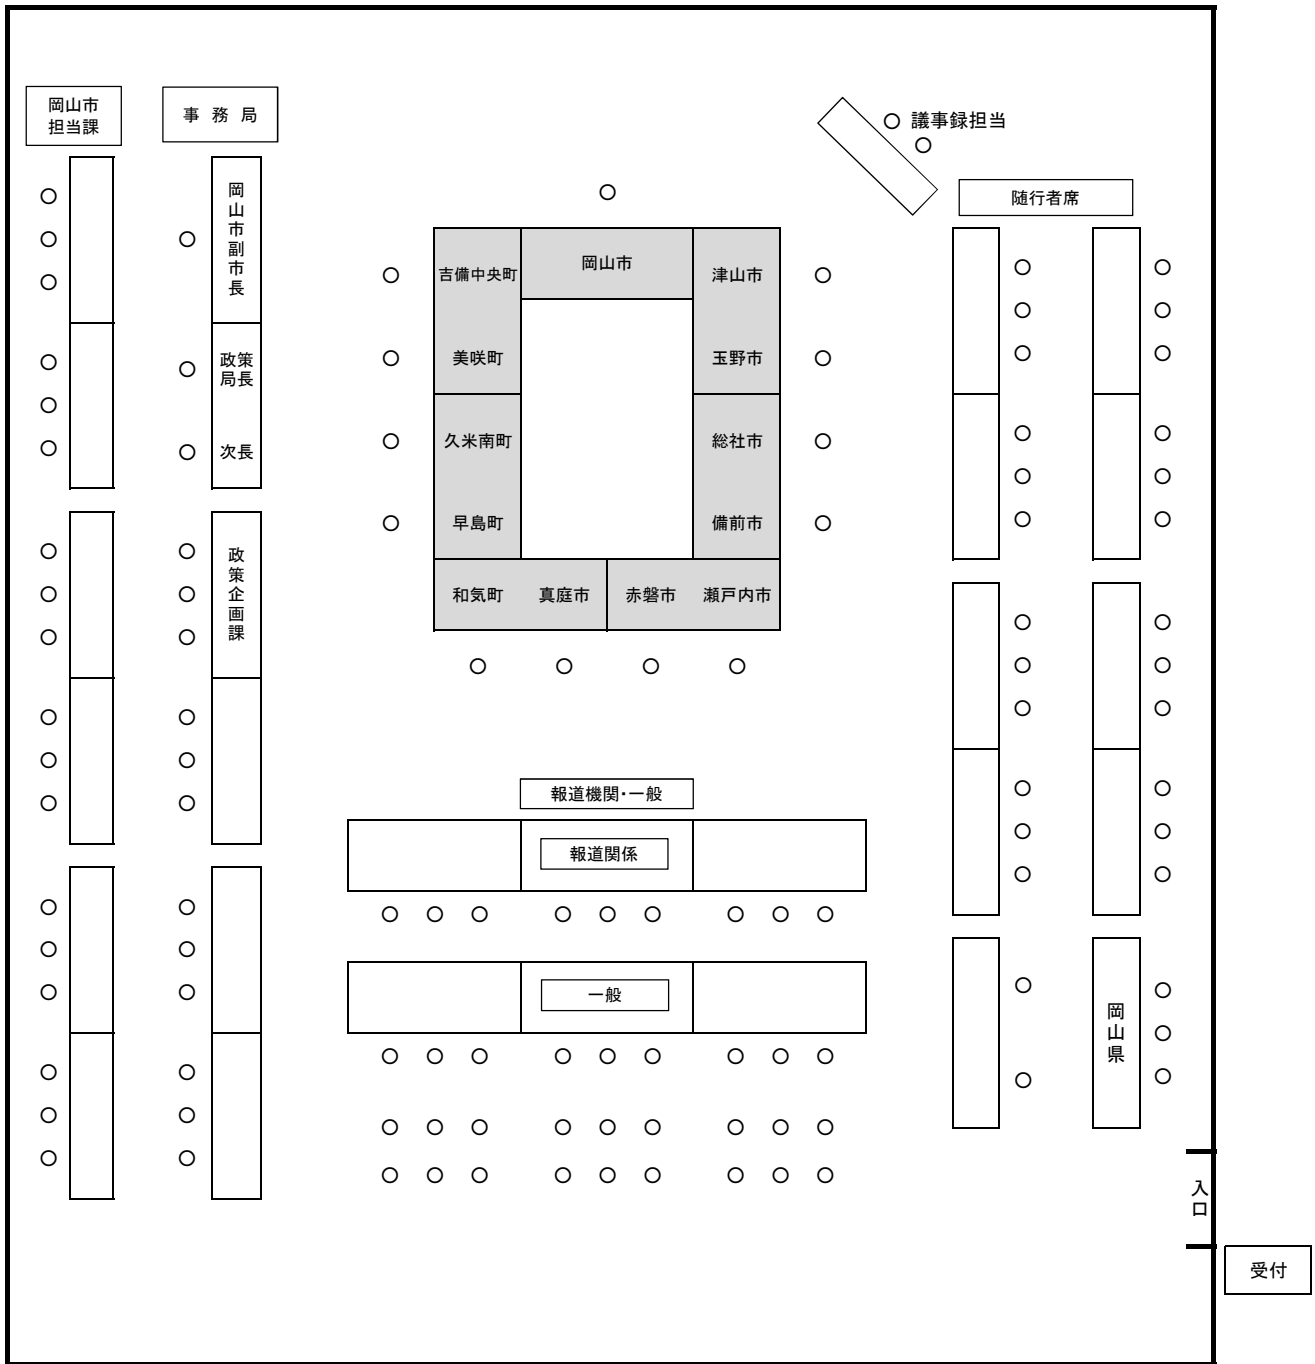 岡山市
担当課
事 務 局
議事録担当
随行者席
岡山市副市長
政策
局長
次長
政策企画課
岡山市
吉備中央町
津山市
美咲町
玉野市
久米南町
総社市
早島町
備前市
和気町
真庭市
赤磐市
瀬戸内市
報道機関・一般
報道関係
一般
岡山県
入口
受付